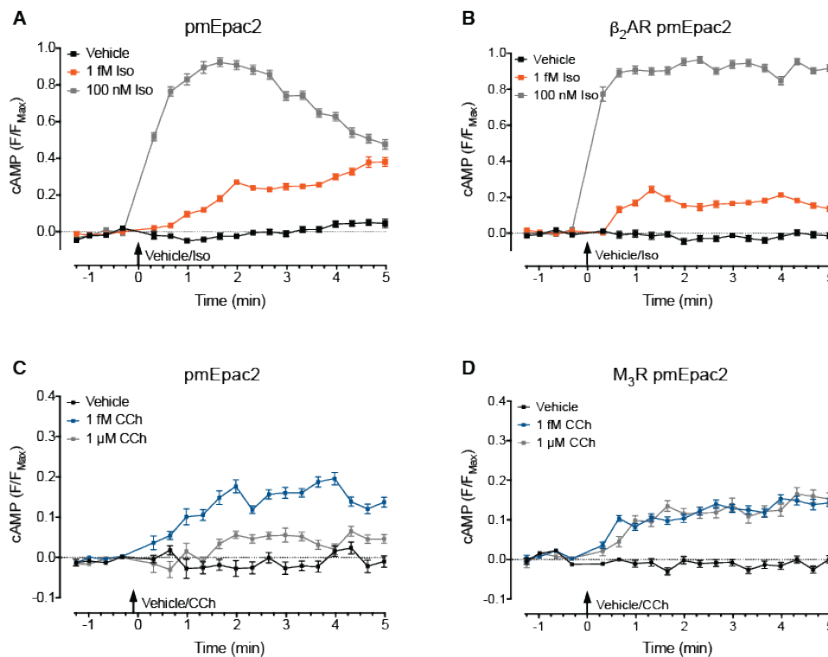 A
pmEpac2
Vehicle
1 fM Iso
100 nM Iso
cAMP (F/FMax)
1.0
0.8
0.6
0.4
0.2
0.0
Vehicle/Iso
-1 0 1 2 3 4 5
Time (min)
B
β2AR pmEpac2
Vehicle
1 fM Iso
100 nM Iso
cAMP (F/FMax)
1.0
0.8
0.6
0.4
0.2
0.0
Vehicle/Iso
-1 0 1 2 3 4 5
Time (min)
C
pmEpac2
Vehicle
1 fM CCh
1 μM CCh
cAMP (F/FMax)
0.4
0.3
0.2
0.1
0.0
-0.1
Vehicle/CCh
-1 0 1 2 3 4 5
Time (min)
D
M3R pmEpac2
Vehicle
1 fM CCh
1 μM CCh
cAMP (F/FMax)
0.4
0.3
0.2
0.1
0.0
-0.1
Vehicle/CCh
-1 0 1 2 3 4 5
Time (min)